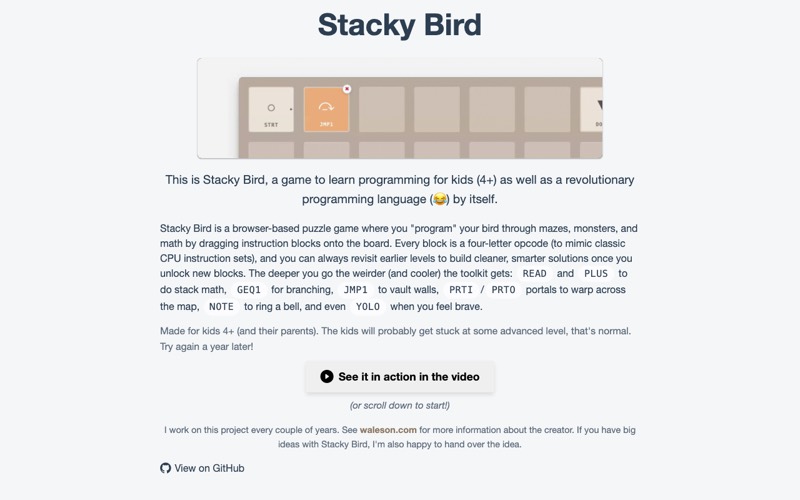 Stacky Bird
STRT
JMP1
This is Stacky Bird, a game to learn programming for kids (4+) as well as a revolutionary
programming language (😂) by itself.
Stacky Bird is a browser-based puzzle game where you "program" your bird through mazes, monsters, and
math by dragging instruction blocks onto the board. Every block is a four-letter opcode (to mimic classic
CPU instruction sets), and you can always revisit earlier levels to build cleaner, smarter solutions once you
unlock new blocks. The deeper you go the weirder (and cooler) the toolkit gets: READ and PLUS to
do stack math, GEQ1 for branching, JMP1 to vault walls, PRTI / PRTO portals to warp across
the map, NOTE to ring a bell, and even YOLO when you feel brave.
Made for kids 4+ (and their parents). The kids will probably get stuck at some advanced level, that's normal.
Try again a year later!
See it in action in the video
(or scroll down to start!)
I work on this project every couple of years. See waleson.com for more information about the creator. If you have big
ideas with Stacky Bird, I'm also happy to hand over the idea.
View on GitHub